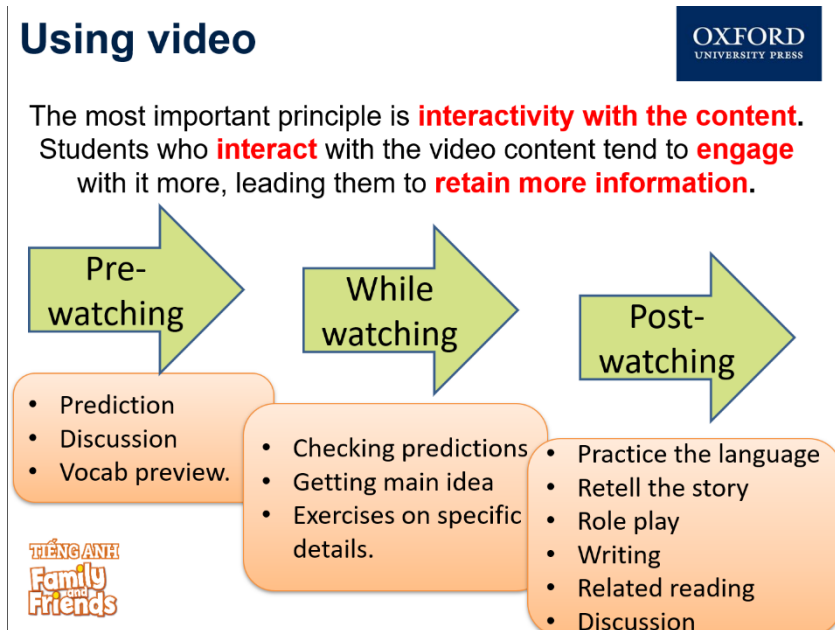 Using video
OXFORD
UNIVERSITY PRESS
The most important principle is interactivity with the content.
Students who interact with the video content tend to engage
with it more, leading them to retain more information.
Pre-
watching
• Prediction
• Discussion
• Vocab preview.
While
watching
• Checking predictions
• Getting main idea
• Exercises on specific
details.
Post-
watching
• Practice the language
• Retell the story
• Role play
• Writing
• Related reading
• Discussion
TIẾNG ANH
Family
and
Friends